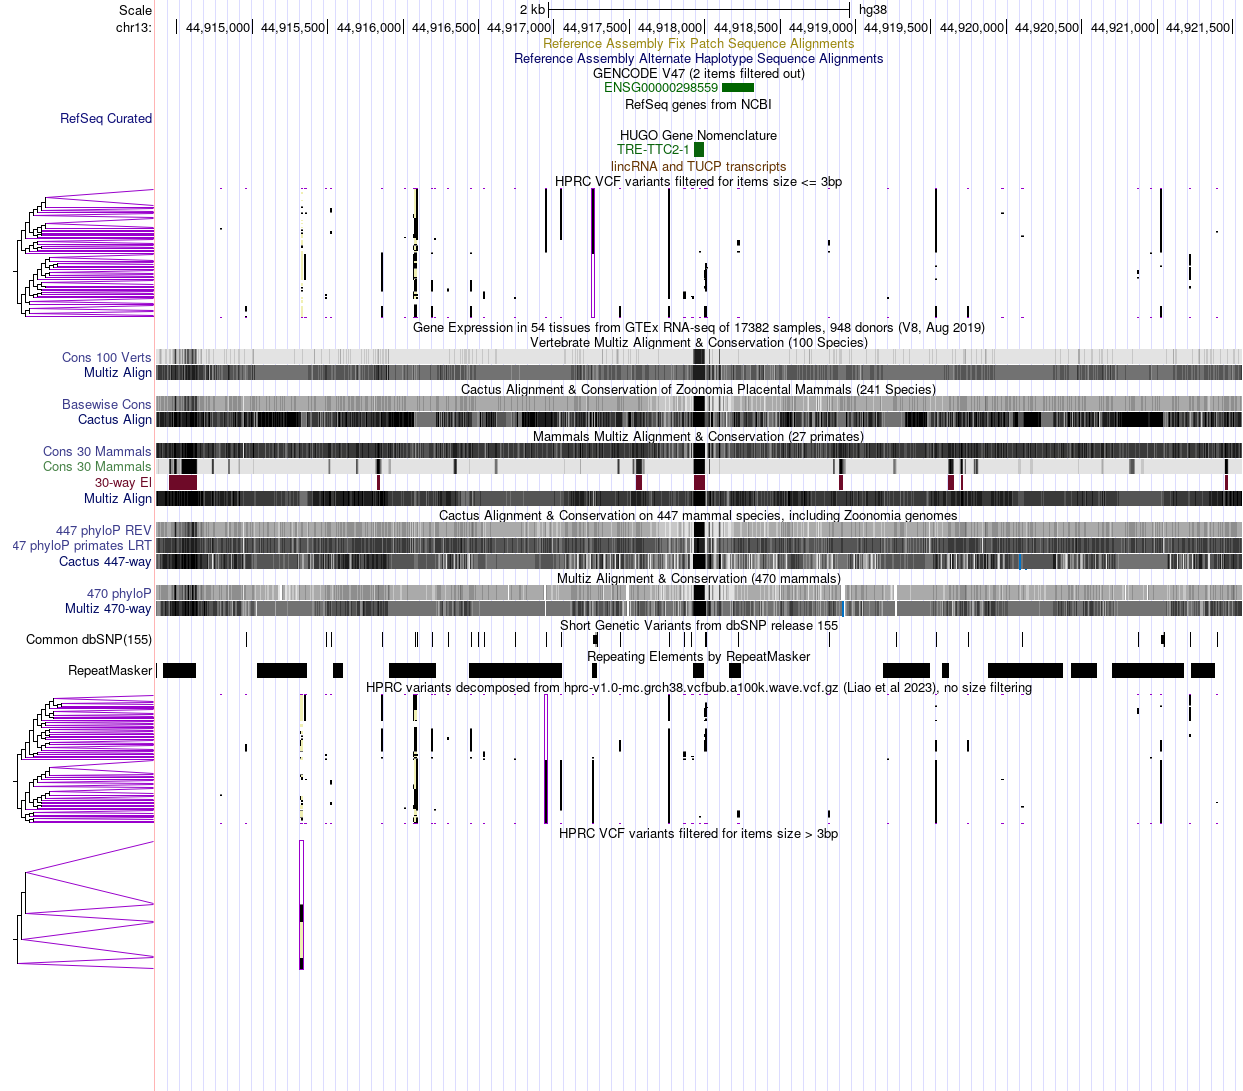 Scale 2 kb hg38
chr13: 44,915,000 44,915,500 44,916,000 44,916,500 44,917,000 44,917,500 44,918,000 44,918,500 44,919,000 44,919,500 44,920,000 44,920,500 44,921,000 44,921,500
Reference Assembly Fix Patch Sequence Alignments
Reference Assembly Alternate Haplotype Sequence Alignments
GENCODE V47 (2 items filtered out)
ENSG00000298559
RefSeq genes from NCBI
RefSeq Curated
HUGO Gene Nomenclature
TRE-TTC2-1
lincRNA and TUCP transcripts
HPRC VCF variants filtered for items size <= 3bp
Gene Expression in 54 tissues from GTEx RNA-seq of 17382 samples, 948 donors (V8, Aug 2019)
Vertebrate Multiz Alignment & Conservation (100 Species)
Cons 100 Verts
Multiz Align
Cactus Alignment & Conservation of Zoonomia Placental Mammals (241 Species)
Basewise Cons
Cactus Align
Mammals Multiz Alignment & Conservation (27 primates)
Cons 30 Mammals
Cons 30 Mammals
30-way El
Multiz Align
Cactus Alignment & Conservation on 447 mammal species, including Zoonomia genomes
447 phyloP REV
47 phyloP primates LRT
Cactus 447-way
Multiz Alignment & Conservation (470 mammals)
470 phyloP
Multiz 470-way
Short Genetic Variants from dbSNP release 155
Common dbSNP(155)
Repeating Elements by RepeatMasker
RepeatMasker
HPRC variants decomposed from hprc-v1.0-mc.grch38.vcfbub.a100k.wave.vcf.gz (Liao et al 2023), no size filtering
HPRC VCF variants filtered for items size > 3bp